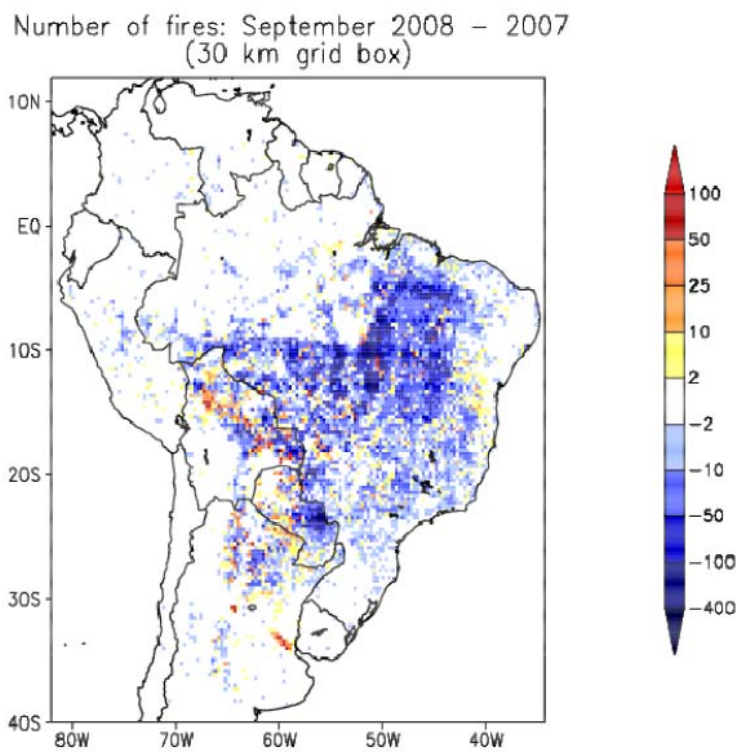 Number of fires: September 2008 – 2007
(30 km grid box)
10N
EQ
10S
20S
30S
40S
80W
70W
60W
50W
40W
100
50
25
10
2
−2
−10
−50
−100
−400